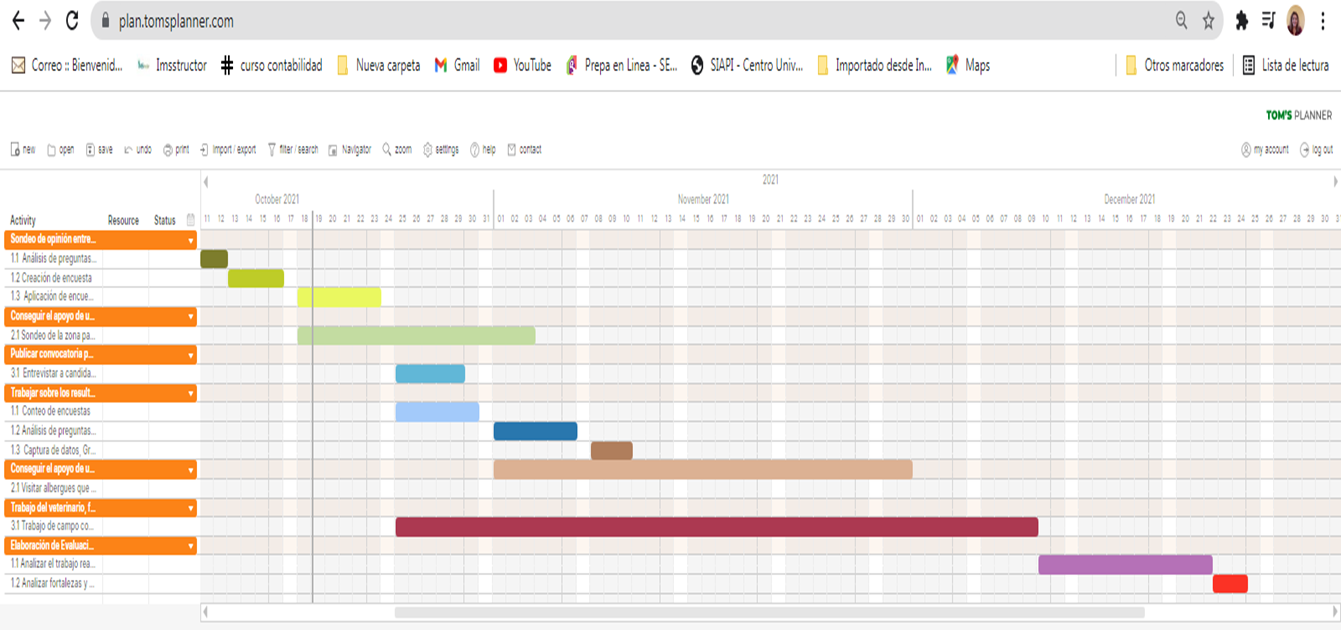 plan.tomsplanner.com
Correo :: Bienvenid... Imsstructor curso contabilidad Nueva carpeta Gmail YouTube Prepa en Linea - SE... SIAPI - Centro Univ... Importado desde In... Maps Otros marcadores Lista de lectura
TOM'S PLANNER
new open save undo print import / export filter / search Navigator zoom settings help contact my account log out
2021
October 2021 November 2021 December 2021
Activity Resource Status 11 12 13 14 15 16 17 18 19 20 21 22 23 24 25 26 27 28 29 30 31 01 02 03 04 05 06 07 08 09 10 11 12 13 14 15 16 17 18 19 20 21 22 23 24 25 26 27 28 29 30 01 02 03 04 05 06 07 08 09 10 11 12 13 14 15 16 17 18 19 20 21 22 23 24 25 26 27 28 29 30
Sondeo de opinión entre...
1.1 Análisis de preguntas...
1.2 Creación de encuesta
1.3 Aplicación de encue...
Conseguir el apoyo de u...
2.1 Sondeo de la zona pa...
Publicar convocatoria p...
3.1 Entrevistar a candida...
Trabajar sobre los result...
1.1 Conteo de encuestas
1.2 Análisis de preguntas...
1.3 Captura de datos, Gr...
Conseguir el apoyo de u...
2.1 Visitar albergues que ...
Trabajo del veterinario, f...
3.1 Trabajo de campo co...
Elaboración de Evaluaci...
1.1 Analizar el trabajo rea...
1.2 Analizar fortalezas y ...